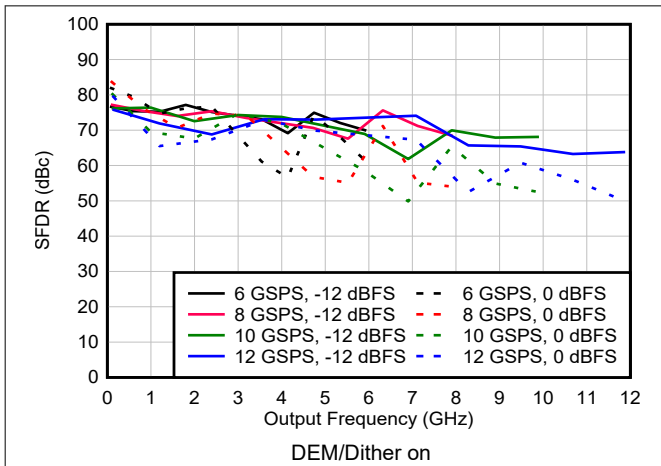 100
90
80
70
60
50
40
30
20
10
0
SFDR (dBc)
6 GSPS, -12 dBFS
8 GSPS, -12 dBFS
10 GSPS, -12 dBFS
12 GSPS, -12 dBFS
6 GSPS, 0 dBFS
8 GSPS, 0 dBFS
10 GSPS, 0 dBFS
12 GSPS, 0 dBFS
0 1 2 3 4 5 6 7 8 9 10 11 12
Output Frequency (GHz)
DEM/Dither on